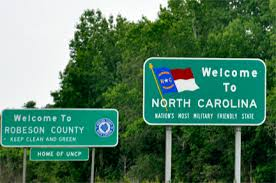 Welcome To
ROBESON COUNTY
KEEP CLEAN AND GREEN
HOME OF UNCP
Welcome
To
NORTH CAROLINA
NATION'S MOST MILITARY FRIENDLY STATE